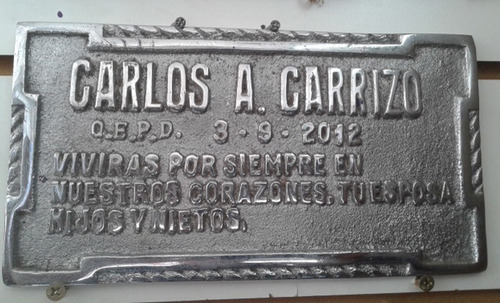 CARLOS A. CARRIZO
Q.E.P.D. 3-9-2012
VIVIRAS POR SIEMPRE EN
NUESTROS CORAZONES. TU ESPOSA
HIJOS Y NIETOS.